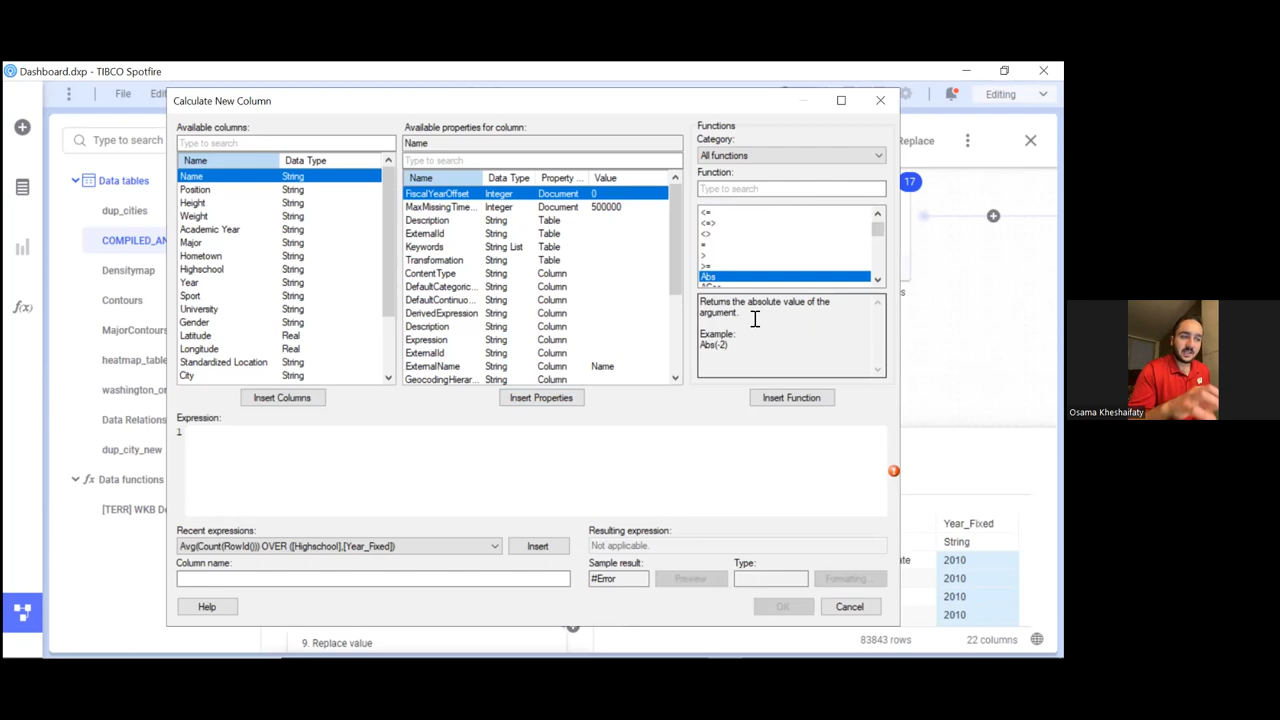 Dashboard.dxp - TIBCO Spotfire
File
Edi
Editing
Type to search
Replace
Data tables
dup_cities
COMPILED_AN
Densitymap
Contours
MajorContours
heatmap_table
washington_or
Data Relations
dup_city_new
Data functions
[TERR] WKB De
Calculate New Column
Available columns:
Type to search
Name Data Type
Name String
Position String
Height String
Weight String
Academic Year String
Major String
Hometown String
Highschool String
Year String
Sport String
University String
Gender String
Latitude Real
Longitude Real
Standardized Location String
City String
Insert Columns
Available properties for column:
Name
Type to search
Name Data Type Property ... Value
FiscalYearOffset Integer Document 0
MaxMissingTime... Integer Document 500000
Description String Table
ExternalId String Table
Keywords String List Table
Transformation String Table
ContentType String Column
DefaultCategoric... String Column
DefaultContinuo... String Column
DerivedExpression String Column
Description String Column
Expression String Column
ExternalId String Column
ExternalName String Column Name
GeocodingHierar... String Column
Insert Properties
Functions
Category:
All functions
Function:
Type to search
<=
<=>
<>
=
>
>=
Abs
Returns the absolute value of the
argument.
Example:
Abs(-2)
Insert Function
Expression:
1
Recent expressions:
Avg(Count(RowId())) OVER ([Highschool],[Year_Fixed])
Insert
Column name:
Resulting expression:
Not applicable.
Sample result:
#Error
Preview
Type:
Formatting...
Help
OK
Cancel
17
s
Year_Fixed
String
ate
2010
2010
2010
2010
9. Replace value
83843 rows
22 columns
f(x)
fx
Osama Kheshaifaty